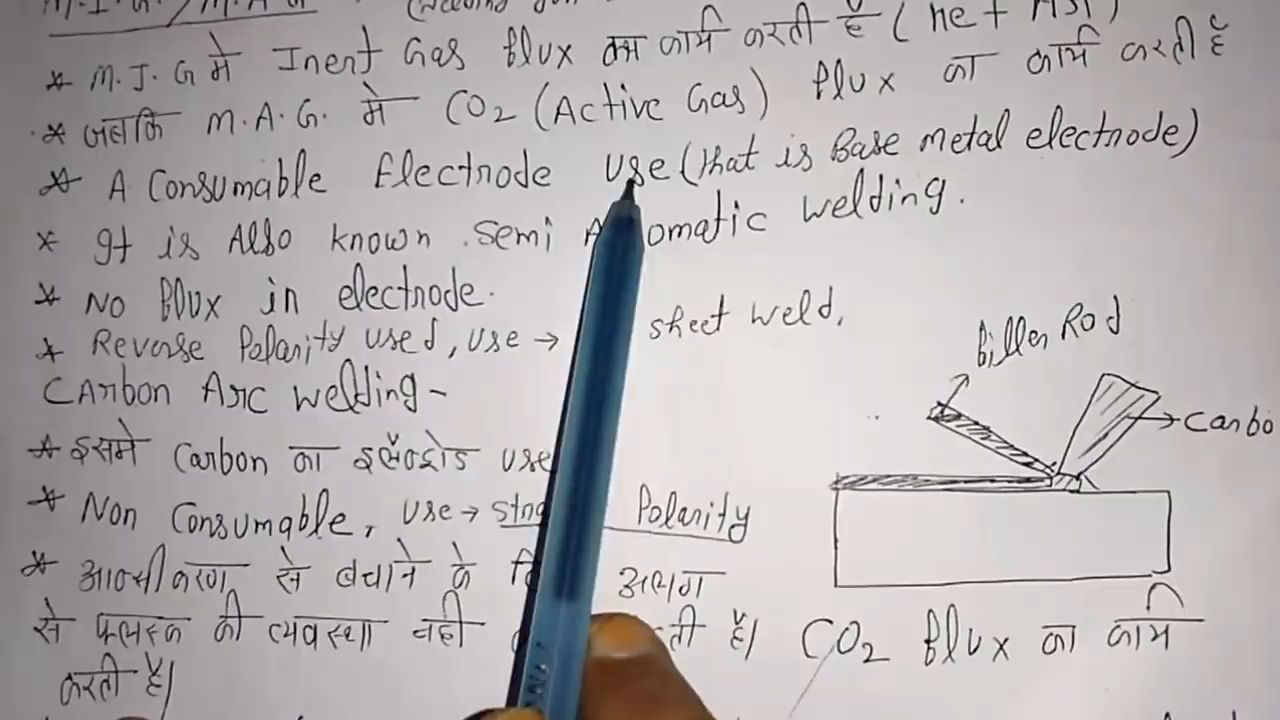 * M.I.G में Inert Gas flux का कार्य करती है (He + Ar)
* जबकि M.A.G. में CO2 (Active Gas) flux का कार्य करती है
* A Consumable Electrode use (that is Base metal electrode)
* It is Also known Semi A omatic welding.
* No flux in electrode.
* Reverse Polarity used, use → sheet weld,
Carbon Arc welding -
filler Rod
Carbo
* इसमे Carbon का इलैक्ट्रोड use
* Non Consumable, use → Polarity
* आक्सीकरण से बचाने के अलग
से फ्लक्स की व्यवस्था नही ती है।
CO2 flux का कार्य
करती है।